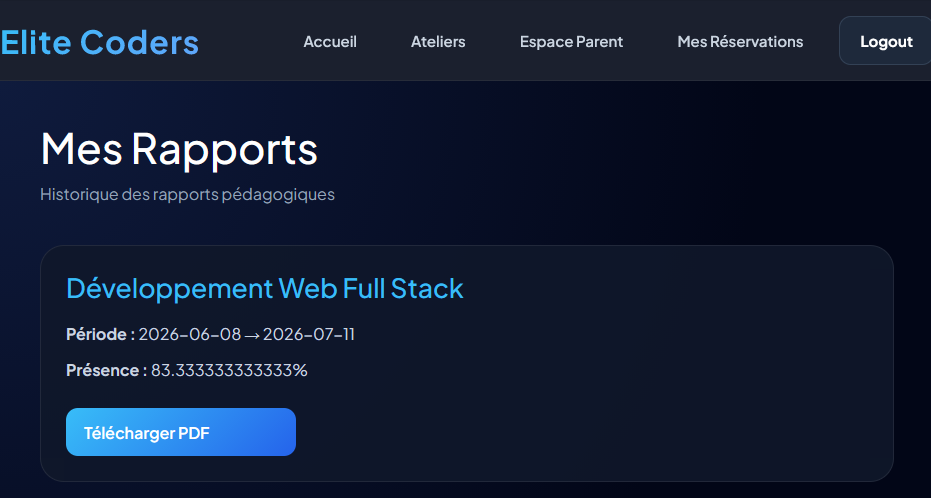 Elite Coders
Accueil
Ateliers
Espace Parent
Mes Réservations
Logout
Mes Rapports
Historique des rapports pédagogiques
Développement Web Full Stack
Période : 2026-06-08 → 2026-07-11
Présence : 83.333333333333%
Télécharger PDF